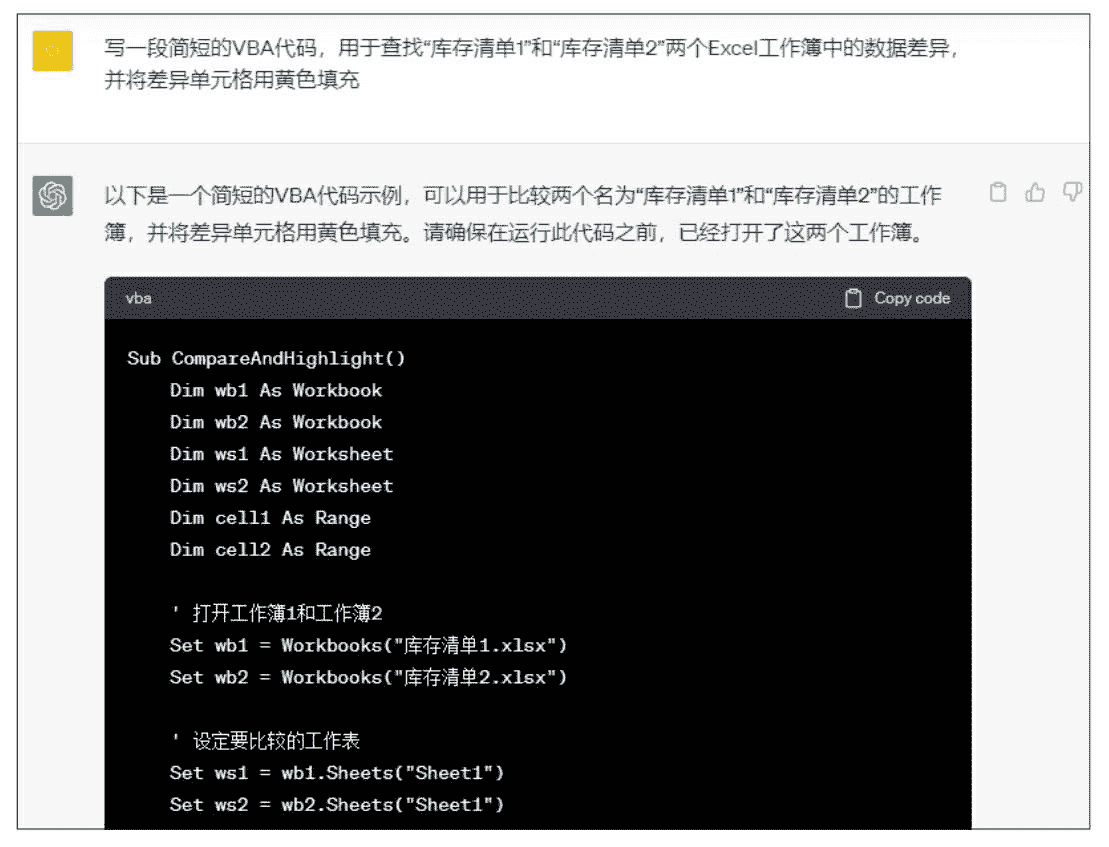 写一段简短的VBA代码，用于查找“库存清单1”和“库存清单2”两个Excel工作簿中的数据差异，
并将差异单元格用黄色填充
以下是一个简短的VBA代码示例，可以用于比较两个名为“库存清单1”和“库存清单2”的工作
簿，并将差异单元格用黄色填充。请确保在运行此代码之前，已经打开了这两个工作簿。
vba Copy code
Sub CompareAndHighlight()
    Dim wb1 As Workbook
    Dim wb2 As Workbook
    Dim ws1 As Worksheet
    Dim ws2 As Worksheet
    Dim cell1 As Range
    Dim cell2 As Range
    ' 打开工作簿1和工作簿2
    Set wb1 = Workbooks("库存清单1.xlsx")
    Set wb2 = Workbooks("库存清单2.xlsx")
    ' 设定要比较的工作表
    Set ws1 = wb1.Sheets("Sheet1")
    Set ws2 = wb2.Sheets("Sheet1")